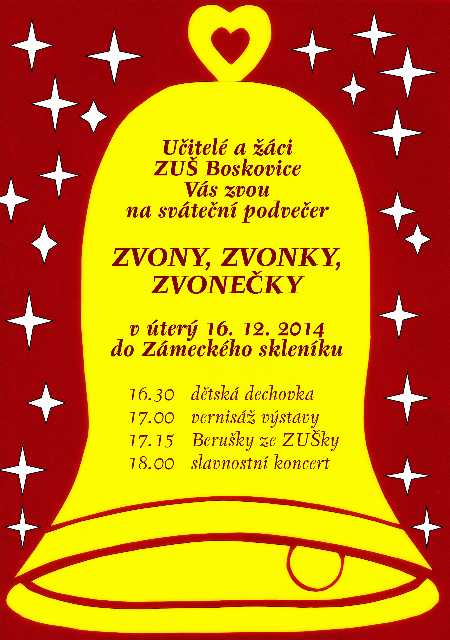 Učitelé a žáci
ZUŠ Boskovice
Vás zvou
na sváteční podvečer
ZVONY, ZVONKY,
ZVONEČKY
v úterý 16. 12. 2014
do Zámeckého skleníku
16.30 dětská dechovka
17.00 vernisáž výstavy
17.15 Berušky ze ZUŠky
18.00 slavnostní koncert